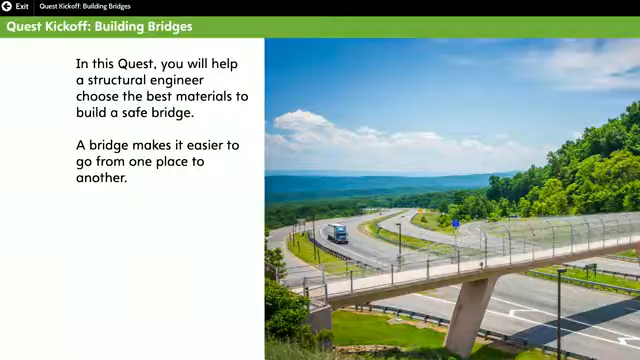 Exit
Quest Kickoff: Building Bridges
Quest Kickoff: Building Bridges
In this Quest, you will help
a structural engineer
choose the best materials to
build a safe bridge.
A bridge makes it easier to
go from one place to
another.